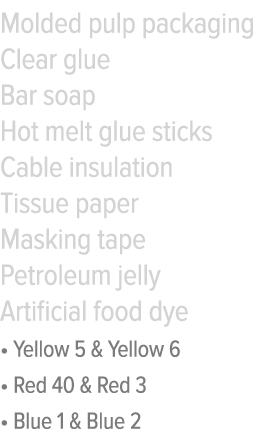 Molded pulp packaging
Clear glue
Bar soap
Hot melt glue sticks
Cable insulation
Tissue paper
Masking tape
Petroleum jelly
Artificial food dye
• Yellow 5 & Yellow 6
• Red 40 & Red 3
• Blue 1 & Blue 2